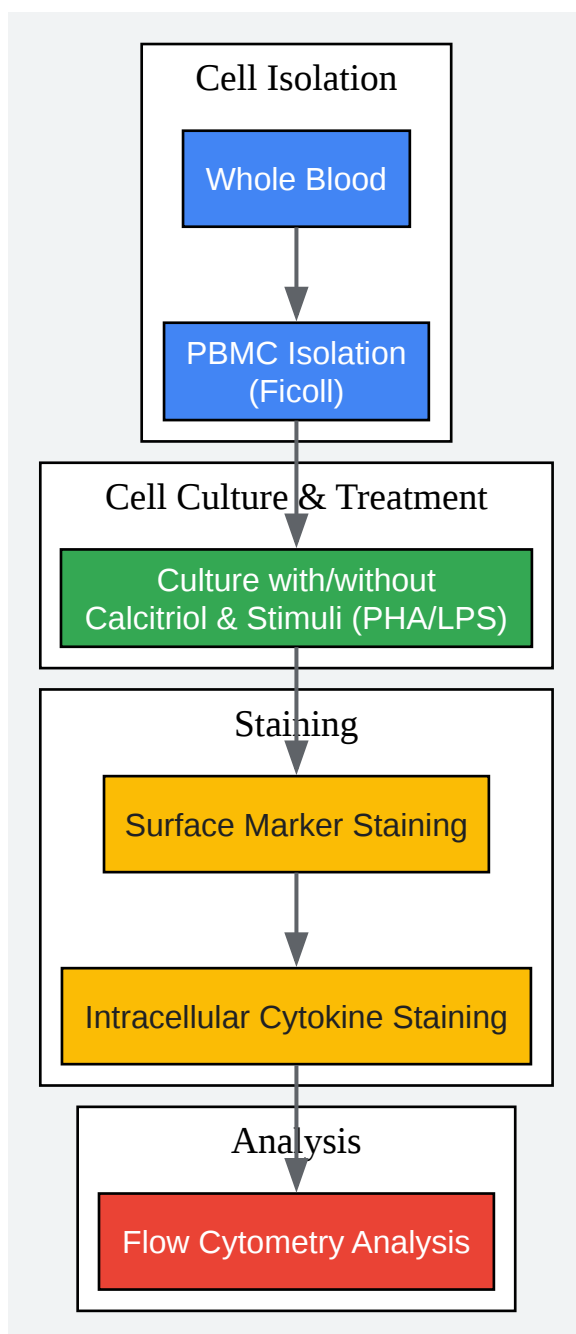 Cell Isolation
Whole Blood
PBMC Isolation
(Ficoll)
Cell Culture & Treatment
Culture with/without
Calcitriol & Stimuli (PHA/LPS)
Staining
Surface Marker Staining
Intracellular Cytokine Staining
Analysis
Flow Cytometry Analysis